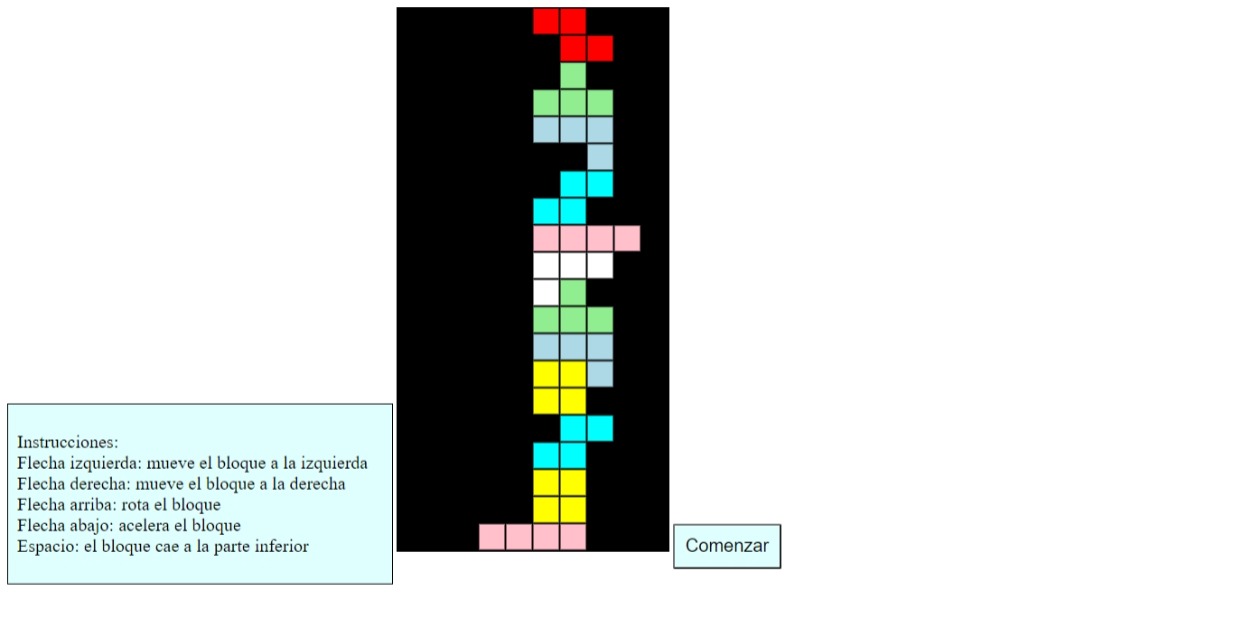 Instrucciones:
Flecha izquierda: mueve el bloque a la izquierda
Flecha derecha: mueve el bloque a la derecha
Flecha arriba: rota el bloque
Flecha abajo: acelera el bloque
Espacio: el bloque cae a la parte inferior
Comenzar